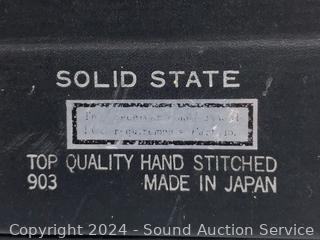 SOLID STATE
TOP QUALITY HAND STITCHED
903 MADE IN JAPAN
Copyright © 2024 - Sound Auction Service